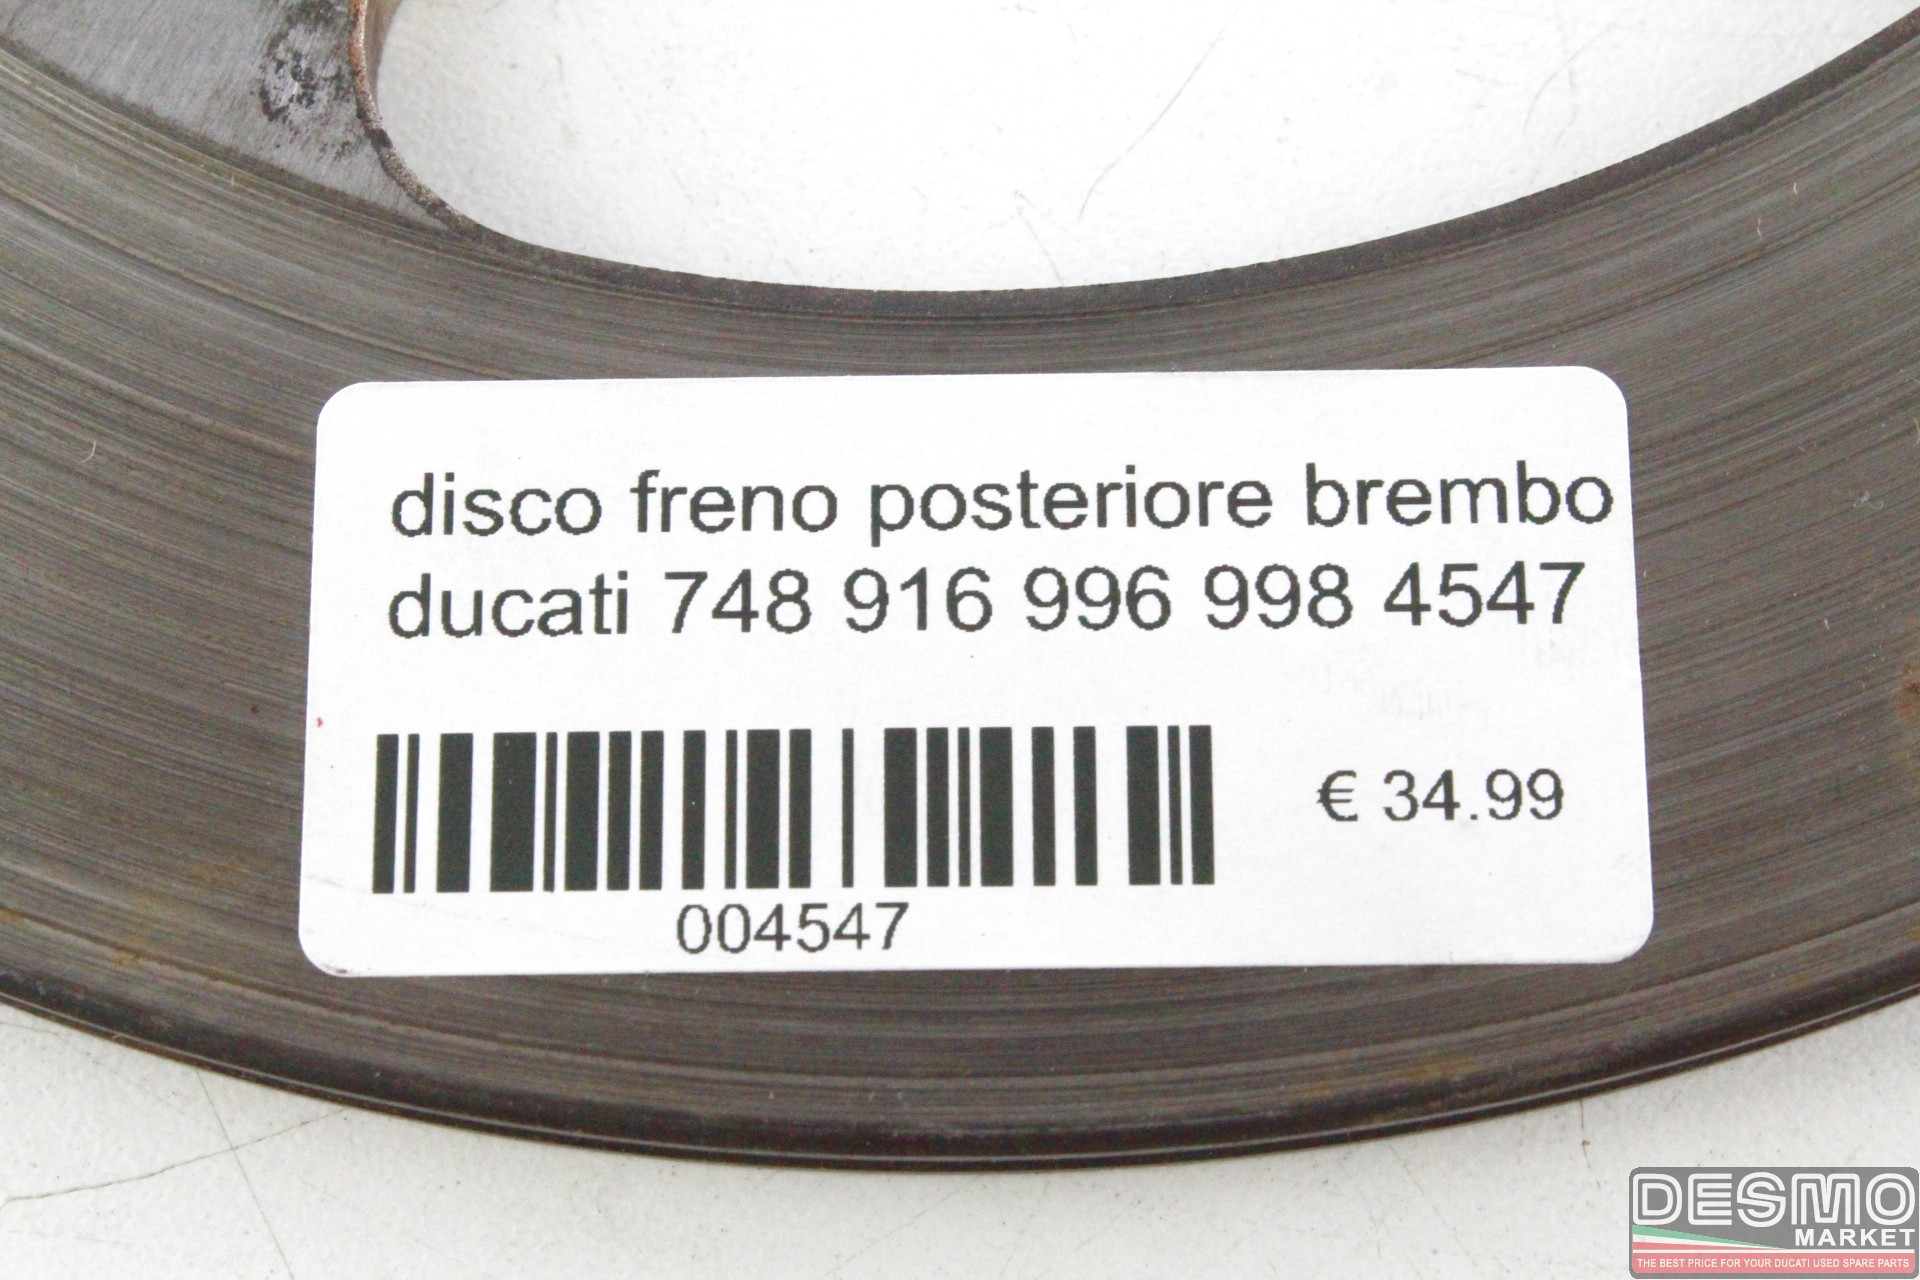 disco freno posteriore brembo
ducati 748 916 996 998 4547
€ 34.99
004547
DESMO
MARKET
THE BEST PRICE FOR YOUR DUCATI USED SPARE PARTS